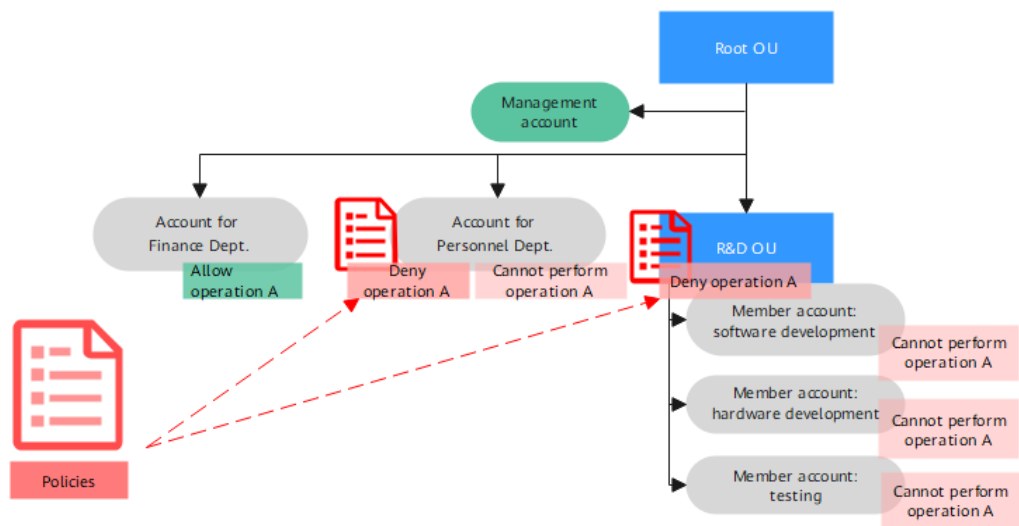 Root OU
Management
account
Account for
Finance Dept.
Allow
operation A
Account for
Personnel Dept.
Deny
operation A
Cannot perform
operation A
R&D OU
Deny operation A
Member account:
software development
Cannot perform
operation A
Member account:
hardware development
Cannot perform
operation A
Member account:
testing
Cannot perform
operation A
Policies